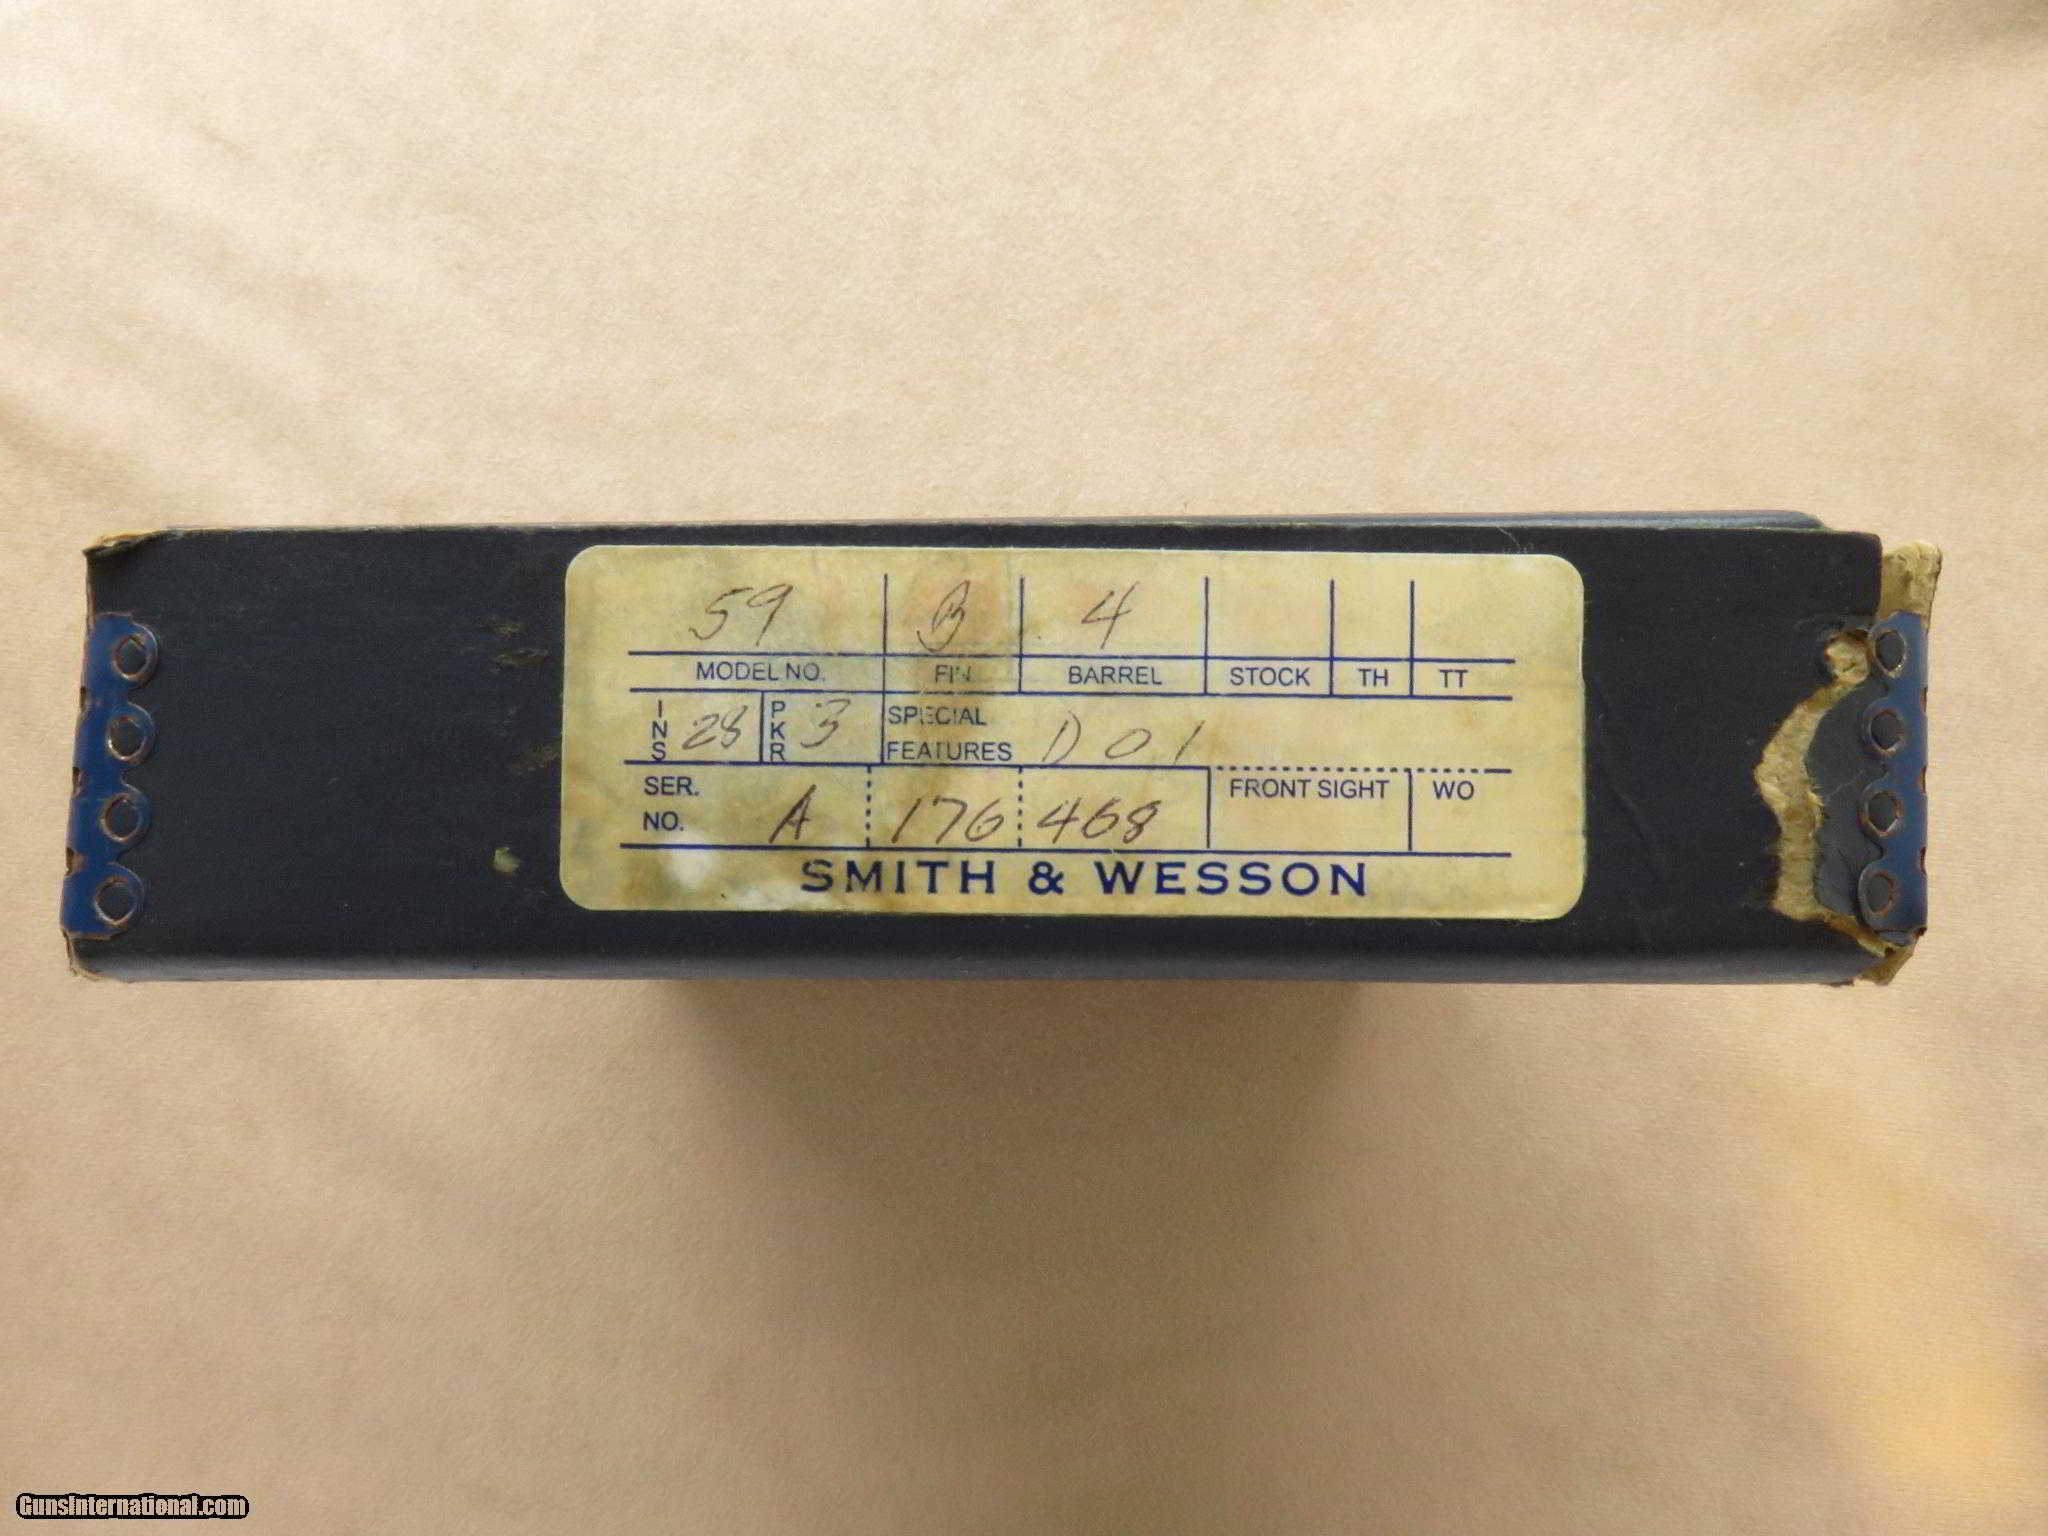 59 B 4
MODEL NO. FIN BARREL STOCK TH TT
INS 28 PKR 3 SPECIAL FEATURES D01
SER. NO. A 176 468 FRONT SIGHT WO
SMITH & WESSON
GunsInternational.com